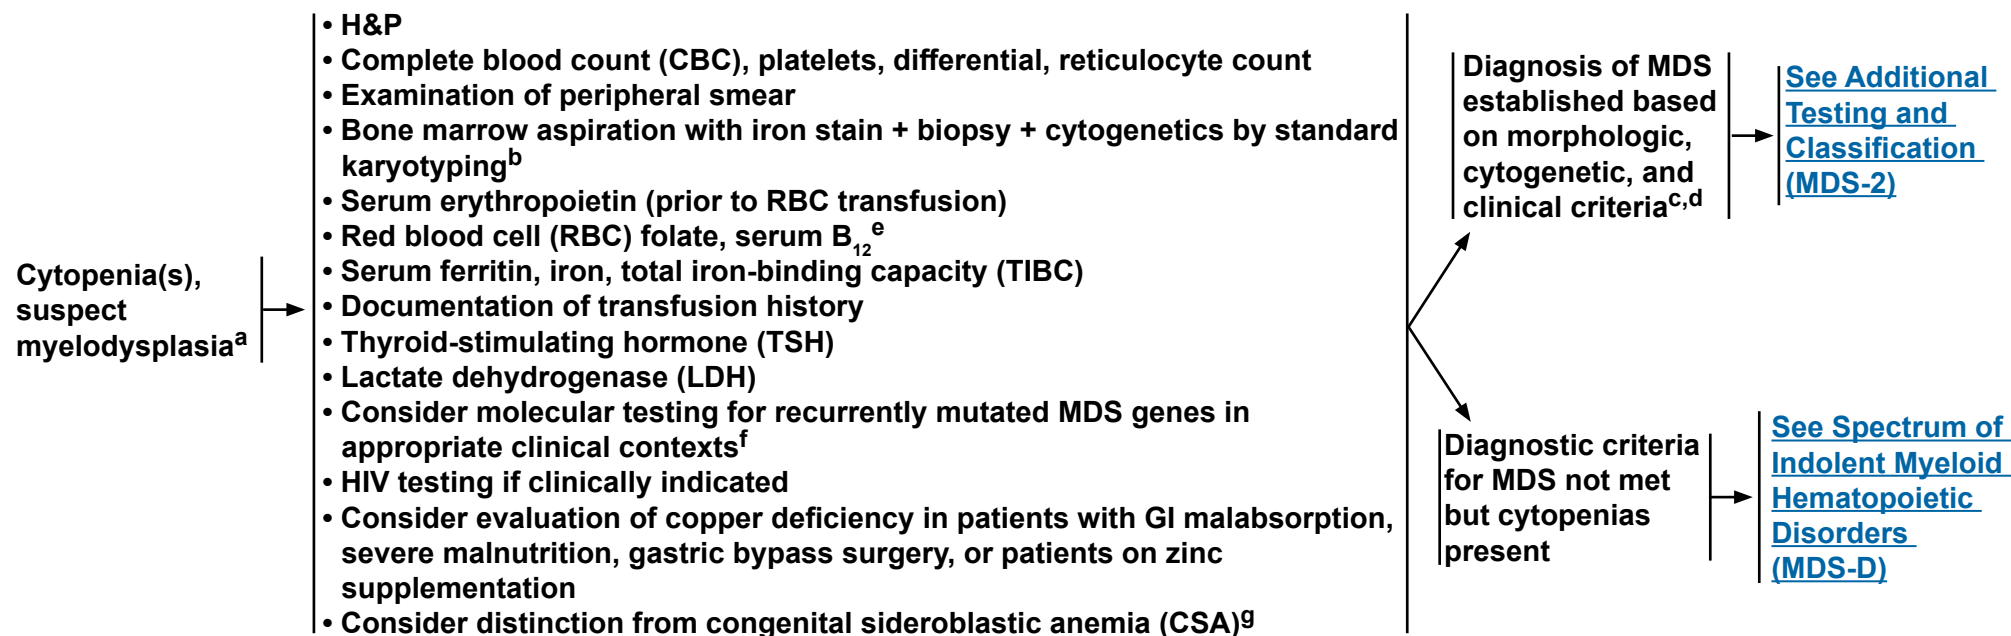 Cytopenia(s),
suspect
myelodysplasiaᵃ
• H&P
• Complete blood count (CBC), platelets, differential, reticulocyte count
• Examination of peripheral smear
• Bone marrow aspiration with iron stain + biopsy + cytogenetics by standard
karyotypingᵇ
• Serum erythropoietin (prior to RBC transfusion)
• Red blood cell (RBC) folate, serum B₁₂ᵉ
• Serum ferritin, iron, total iron-binding capacity (TIBC)
• Documentation of transfusion history
• Thyroid-stimulating hormone (TSH)
• Lactate dehydrogenase (LDH)
• Consider molecular testing for recurrently mutated MDS genes in
appropriate clinical contextsᶠ
• HIV testing if clinically indicated
• Consider evaluation of copper deficiency in patients with GI malabsorption,
severe malnutrition, gastric bypass surgery, or patients on zinc
supplementation
• Consider distinction from congenital sideroblastic anemia (CSA)ᵍ
Diagnosis of MDS
established based
on morphologic,
cytogenetic, and
clinical criteriaᶜ,ᵈ
See Additional
Testing and
Classification
(MDS-2)
Diagnostic criteria
for MDS not met
but cytopenias
present
See Spectrum of
Indolent Myeloid
Hematopoietic
Disorders
(MDS-D)